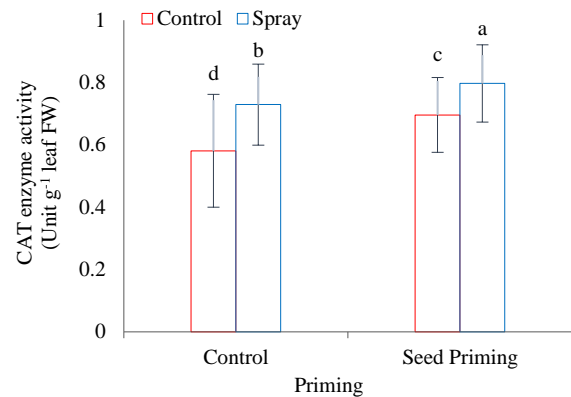 Control Spray
1
0.8
0.6
0.4
0.2
0
d
b
c
a
CAT enzyme activity
(Unit g⁻¹ leaf FW)
Control
Seed Priming
Priming